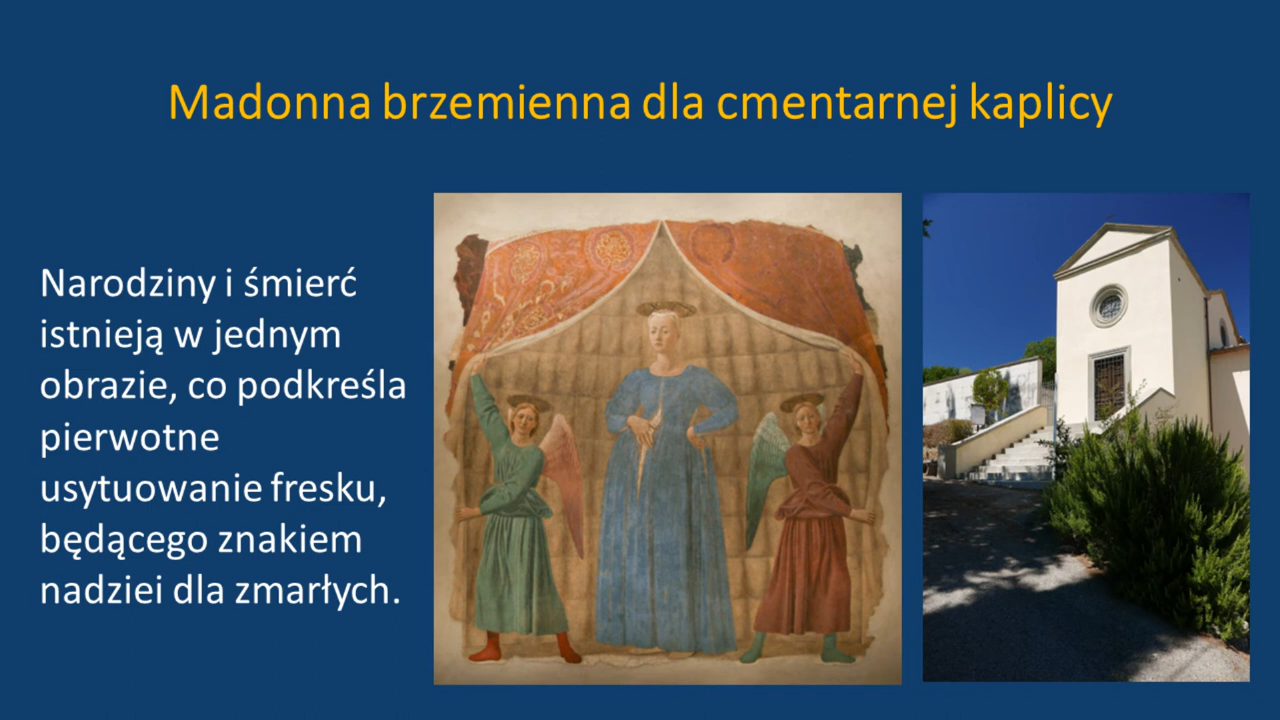 Madonna brzemienna dla cmentarnej kaplicy
Narodziny i śmierć
istnieją w jednym
obrazie, co podkreśla
pierwotne
usytuowanie fresku,
będącego znakiem
nadziei dla zmarłych.